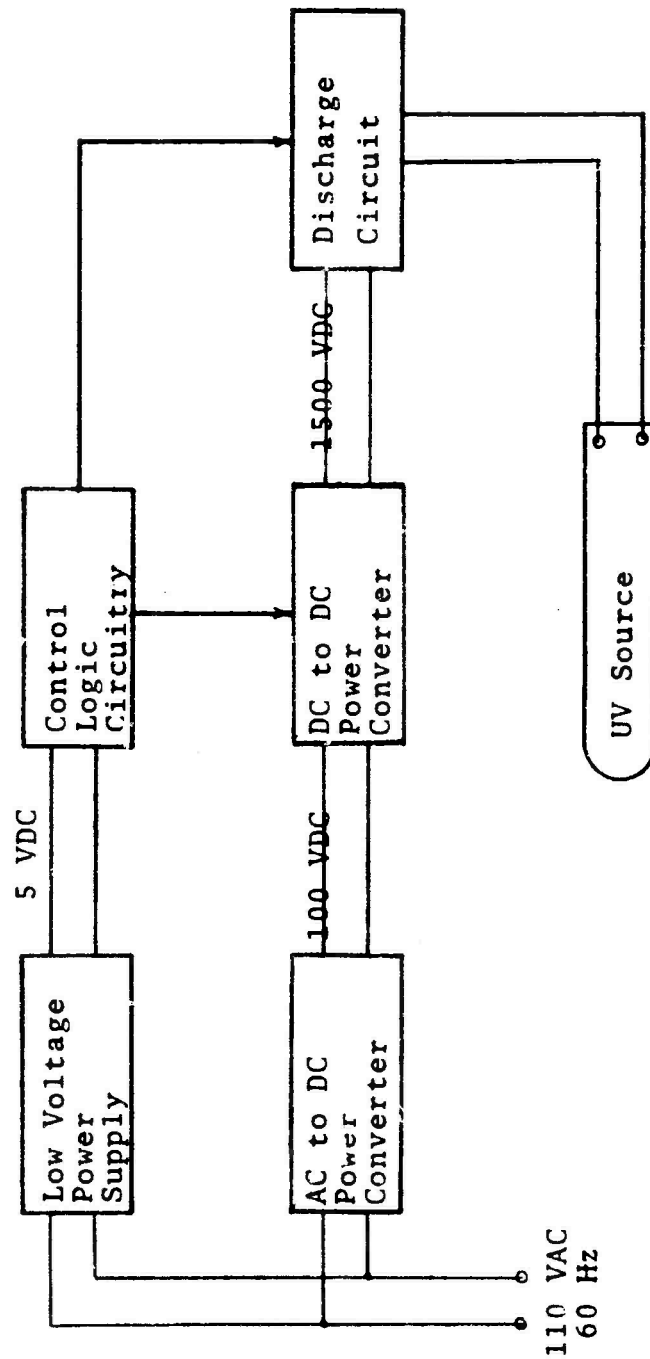 Low Voltage
Power
Supply
5 VDC
Control
Logic
Circuitry
AC to DC
Power
Converter
100 VDC
DC to DC
Power
Converter
1500 VDC
Discharge
Circuit
110 VAC
60 Hz
UV Source